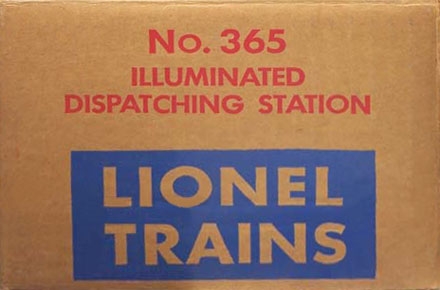 No. 365
ILLUMINATED
DISPATCHING STATION
LIONEL
TRAINS